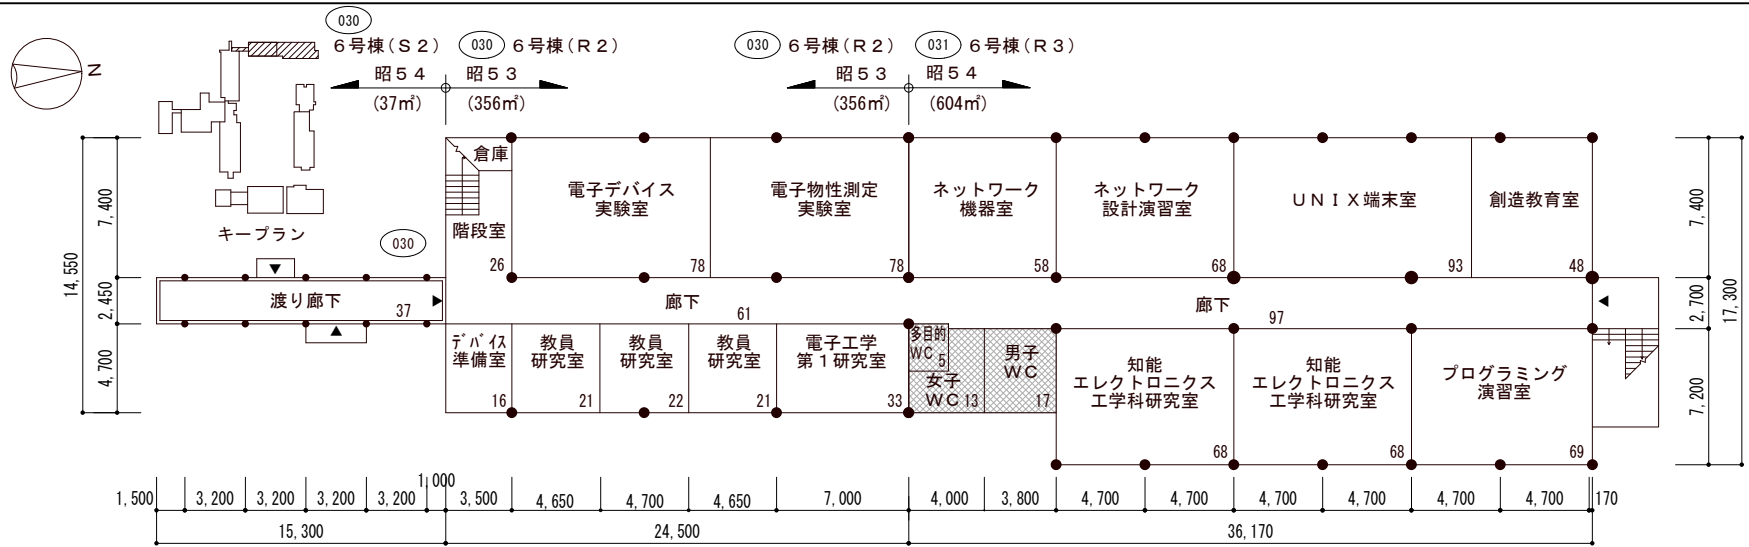 030
6号棟(S2)
030 6号棟(R2)
030 6号棟(R2)
031 6号棟(R3)
昭54
昭53
昭53
昭54
(37㎡)
(356㎡)
(356㎡)
(604㎡)
N
キープラン
030
14,550
7,400
2,450
4,700
倉庫
階段室
26
電子デバイス
実験室
78
電子物性測定
実験室
78
ネットワーク
機器室
58
ネットワーク
設計演習室
68
UNIX端末室
93
創造教育室
48
7,400
2,700
7,200
17,300
渡り廊下
37
廊下
61
廊下
97
デバイス
準備室
16
教員
研究室
21
教員
研究室
22
教員
研究室
21
電子工学
第1研究室
33
多目的
WC 5
女子
WC 13
男子
WC
17
知能
エレクトロニクス
工学科研究室
68
知能
エレクトロニクス
工学科研究室
68
プログラミング
演習室
69
1,500
3,200
3,200
3,200
3,200
1,000
3,500
4,650
4,700
4,650
7,000
4,000
3,800
4,700
4,700
4,700
4,700
4,700
4,700
170
15,300
24,500
36,170